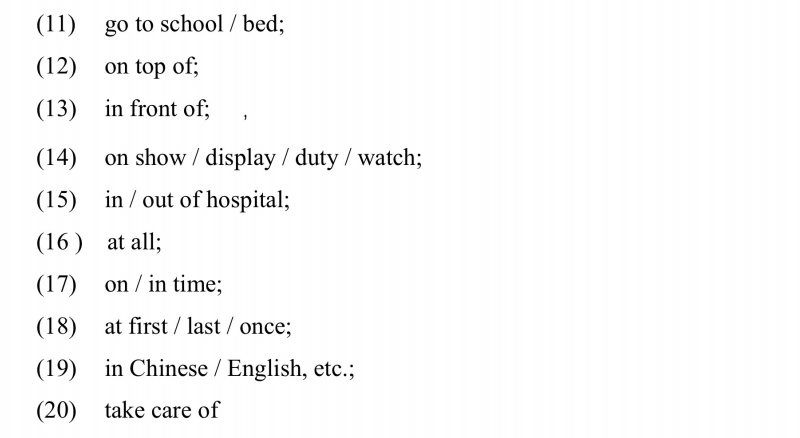 (11) go to school / bed;
(12) on top of;
(13) in front of; ,
(14) on show / display / duty / watch;
(15) in / out of hospital;
(16 ) at all;
(17) on / in time;
(18) at first / last / once;
(19) in Chinese / English, etc.;
(20) take care of